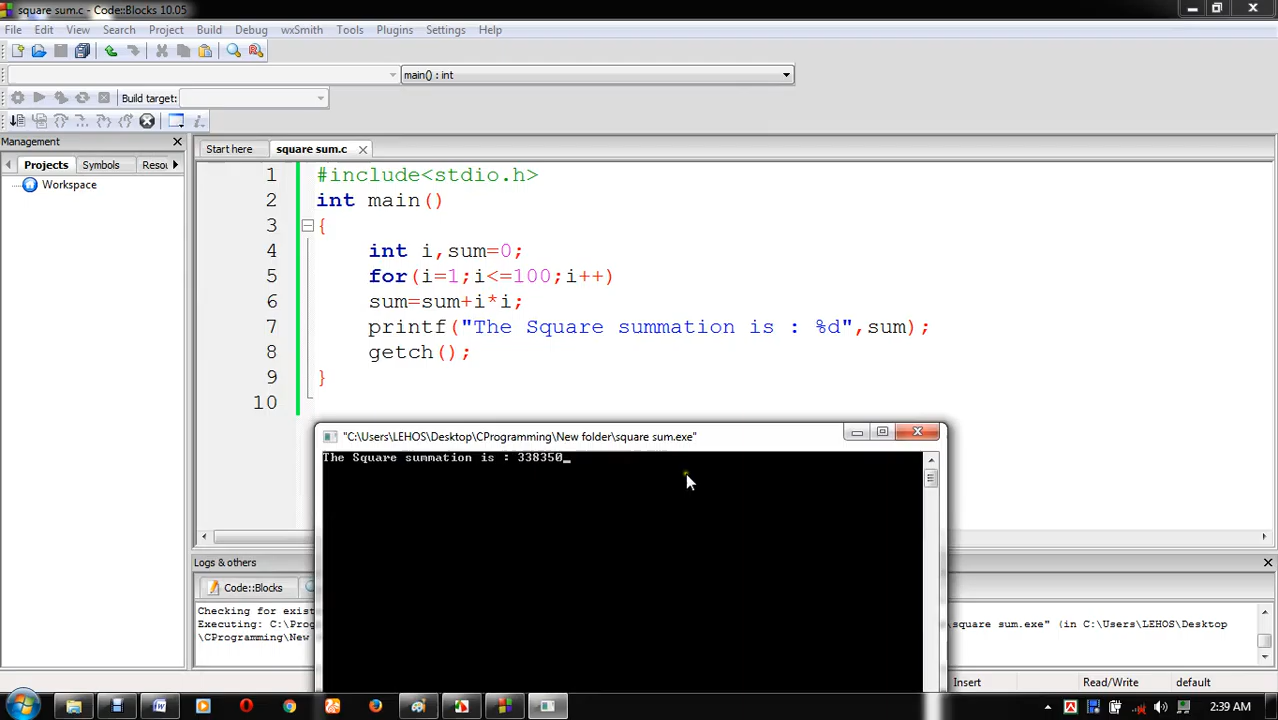 square sum.c - Code::Blocks 10.05
File Edit View Search Project Build Debug wxSmith Tools Plugins Settings Help
main() : int
Build target:
Management
Start here square sum.c
Projects Symbols Resou
Workspace
1 #include<stdio.h>
2 int main()
3 {
4 int i,sum=0;
5 for(i=1;i<=100;i++)
6 sum=sum+i*i;
7 printf("The Square summation is : %d",sum);
8 getch();
9 }
10
"C:\Users\LEHOS\Desktop\CProgramming\New folder\square sum.exe"
The Square summation is : 338350_
Logs & others
Code::Blocks
Checking for exist
Executing: C:\Prog square sum.exe" (in C:\Users\LEHOS\Desktop
\CProgramming\New
Insert Read/Write default
2:39 AM